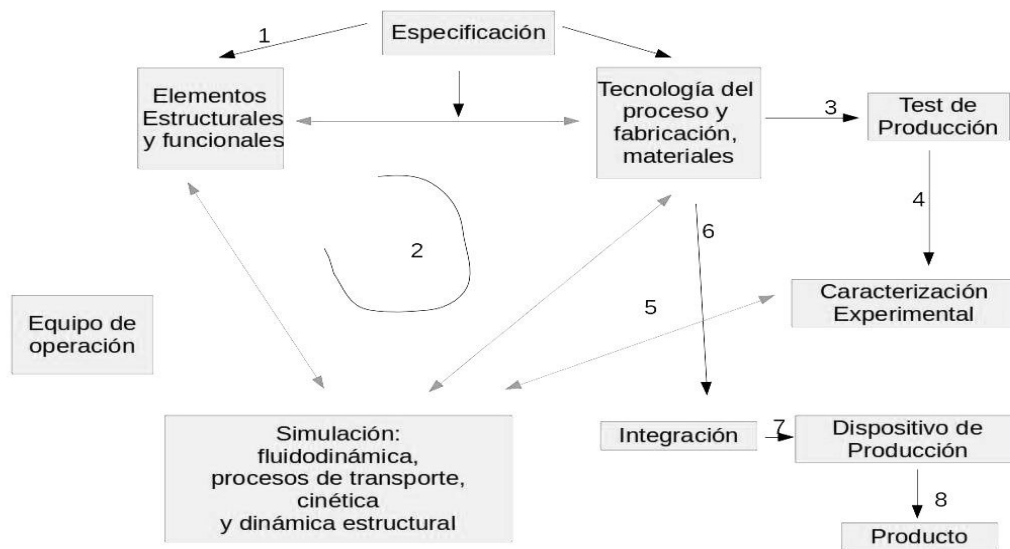 1
Especificación
Elementos
Estructurales
y funcionales
Tecnología del
proceso y
fabricación,
materiales
3
Test de
Producción
2
6
4
Equipo de
operación
5
Caracterización
Experimental
Simulación:
fluidodinámica,
procesos de transporte,
cinética
y dinámica estructural
Integración
7
Dispositivo de
Producción
8
Producto